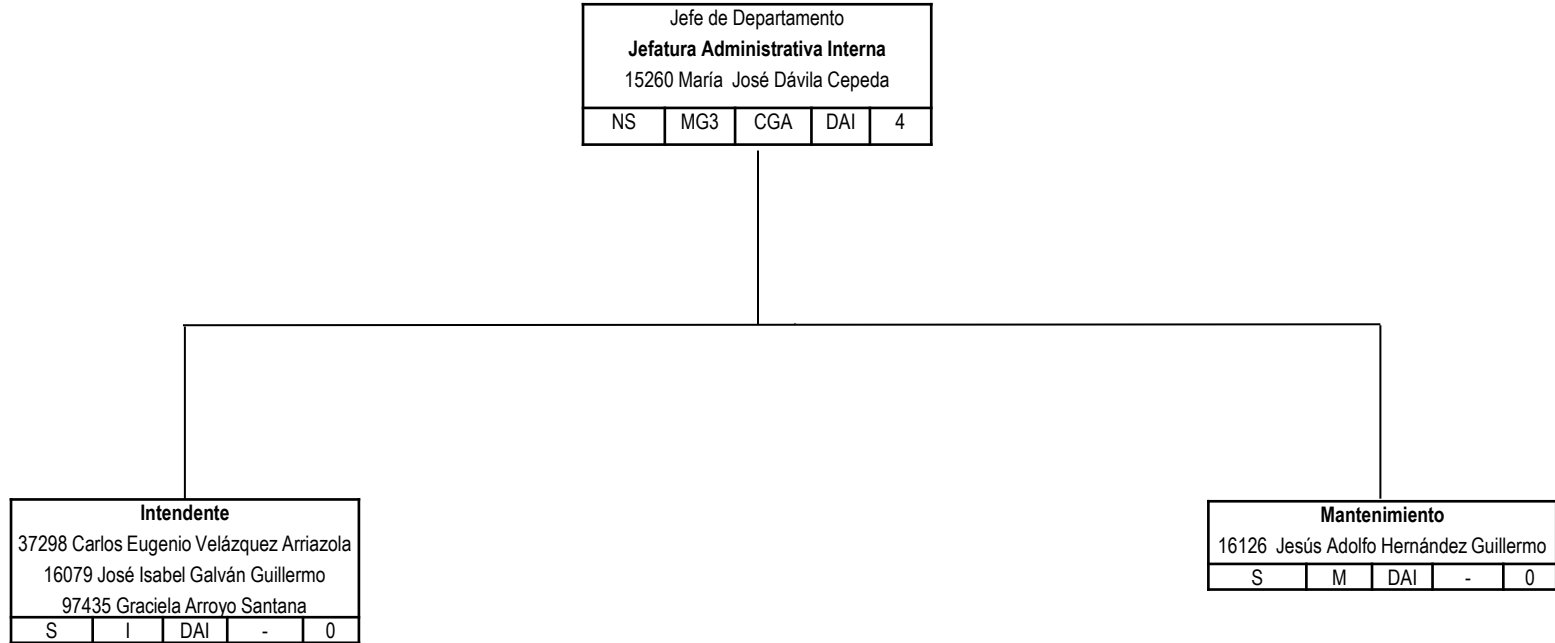 Jefe de Departamento
Jefatura Administrativa Interna
15260 María José Dávila Cepeda
NS MG3 CGA DAI 4
Intendente
37298 Carlos Eugenio Velázquez Arriazola
16079 José Isabel Galván Guillermo
97435 Graciela Arroyo Santana
S I DAI - 0
Mantenimiento
16126 Jesús Adolfo Hernández Guillermo
S M DAI - 0